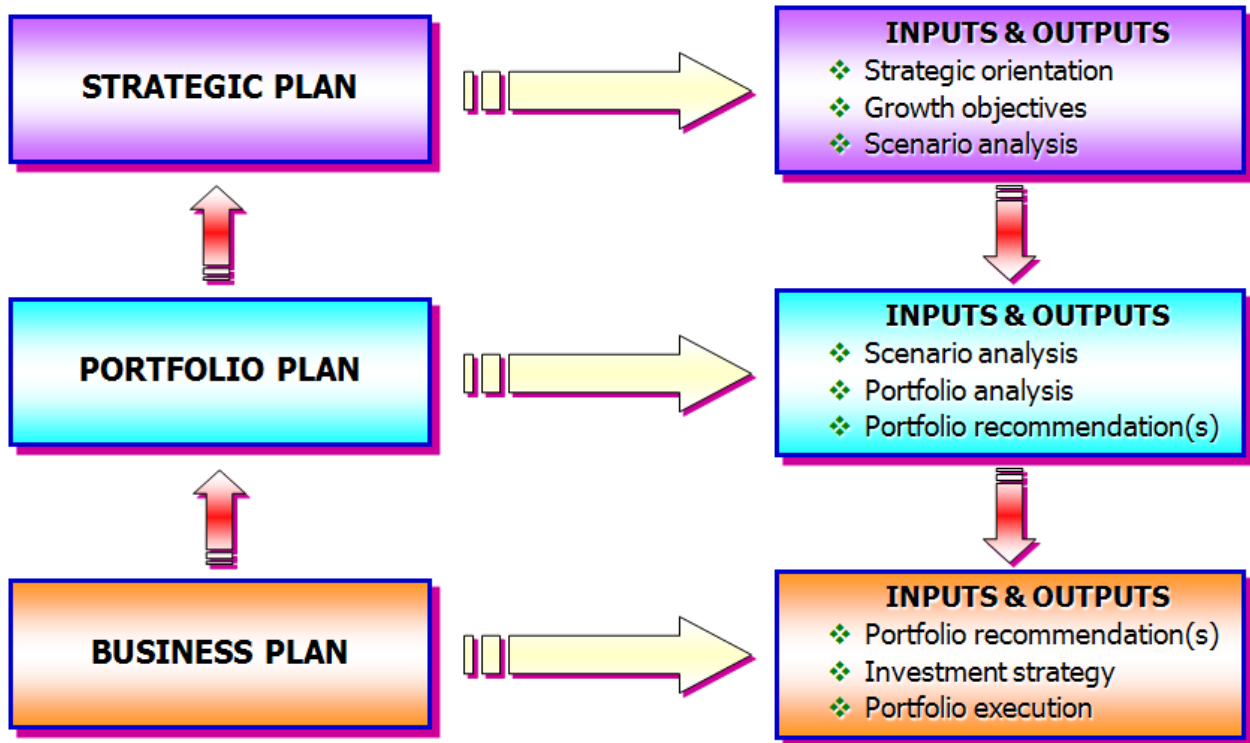 STRATEGIC PLAN
INPUTS & OUTPUTS
Strategic orientation
Growth objectives
Scenario analysis
PORTFOLIO PLAN
INPUTS & OUTPUTS
Scenario analysis
Portfolio analysis
Portfolio recommendation(s)
BUSINESS PLAN
INPUTS & OUTPUTS
Portfolio recommendation(s)
Investment strategy
Portfolio execution